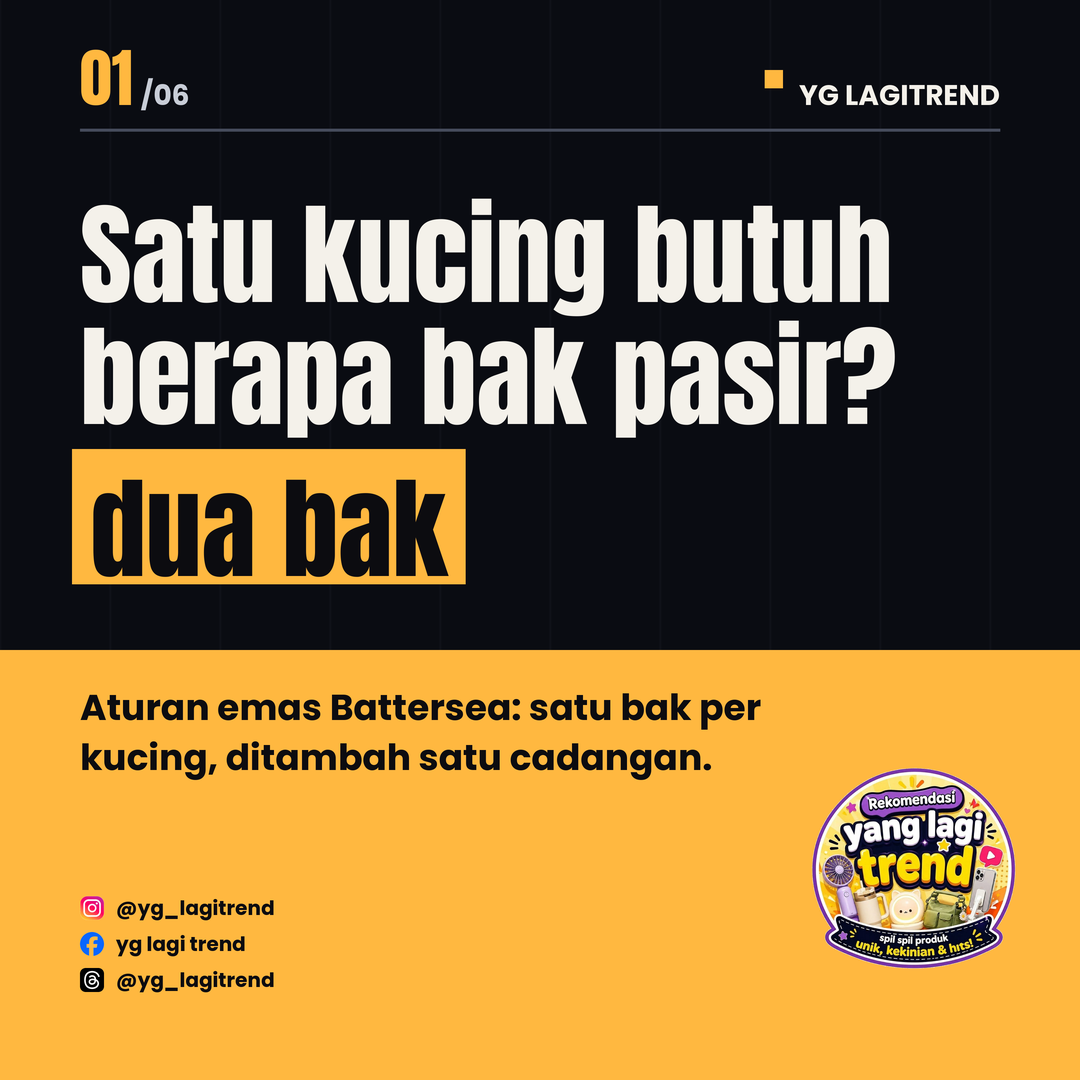 01 /06
YG LAGITREND
Satu kucing butuh
berapa bak pasir?
dua bak
Aturan emas Battersea: satu bak per
kucing, ditambah satu cadangan.
Rekomendasi
yang lagi
trend
spil spil produk
unik, kekinian & hits!
@yg_lagitrend
yg lagi trend
@yg_lagitrend